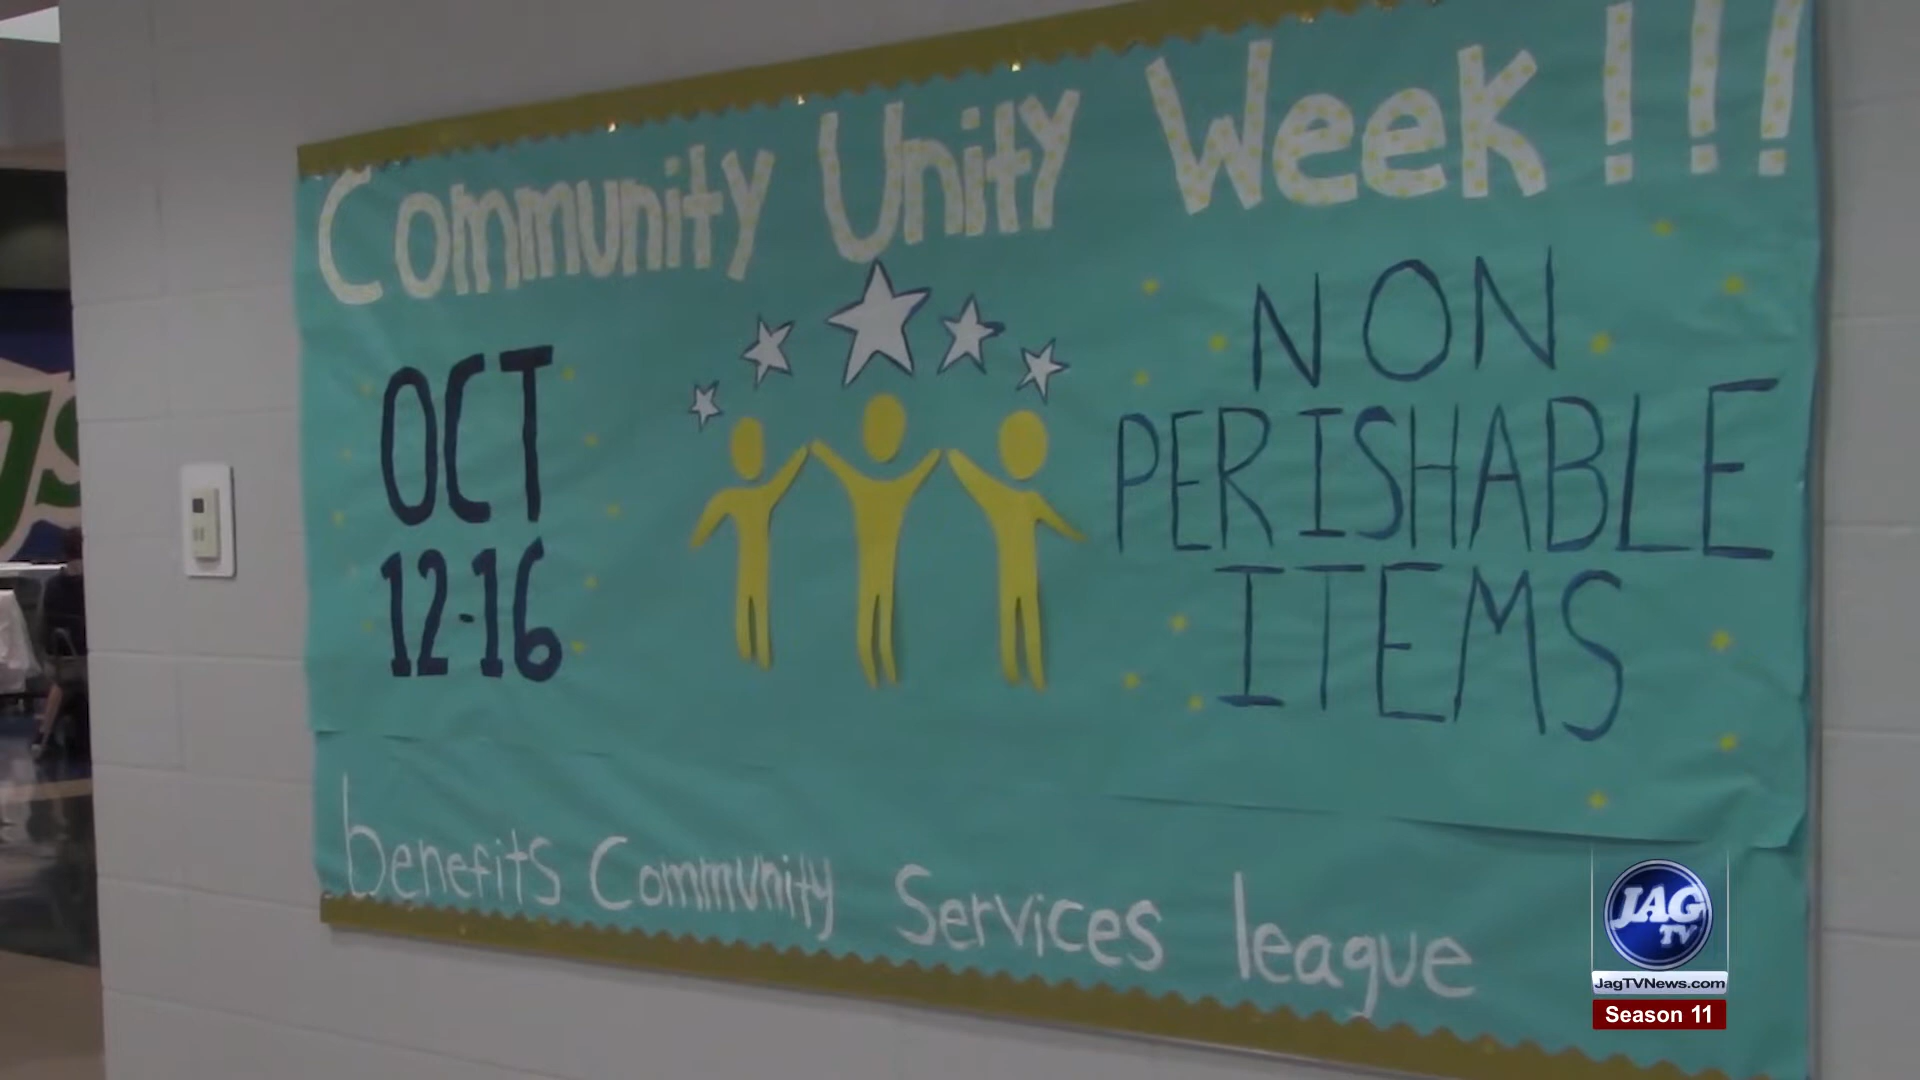 Community Unity Week!!!
OCT
12-16
NON
PERISHABLE
ITEMS
benefits Community Services league
JAG
TV
JagTVNews.com
Season 11